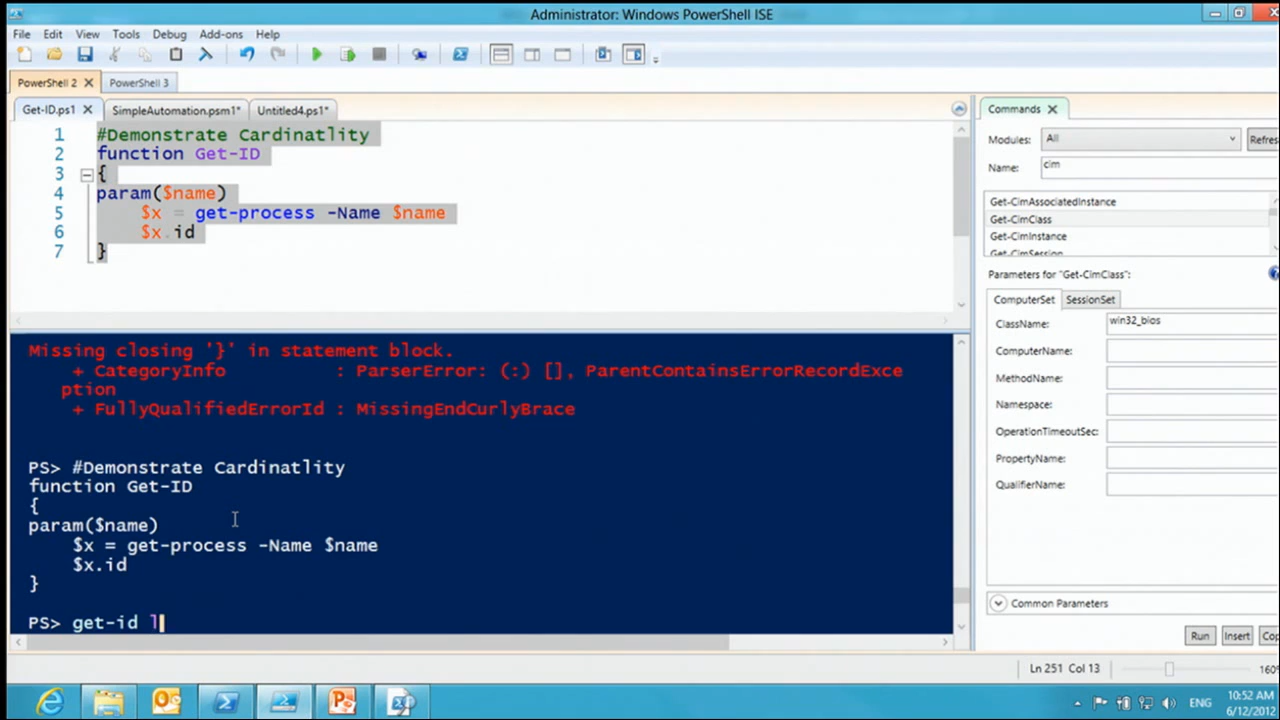 Administrator: Windows PowerShell ISE
File Edit View Tools Debug Add-ons Help
PowerShell 2 PowerShell 3
Get-ID.ps1 SimpleAutomation.psm1* Untitled4.ps1*
1 #Demonstrate Cardinatlity
2 function Get-ID
3 {
4 param($name)
5 $x = get-process -Name $name
6 $x.id
7 }
Missing closing '}' in statement block.
+ CategoryInfo : ParserError: (:) [], ParentContainsErrorRecordExce
ption
+ FullyQualifiedErrorId : MissingEndCurlyBrace
PS> #Demonstrate Cardinatlity
function Get-ID
{
param($name)
$x = get-process -Name $name
$x.id
}
PS> get-id l
Commands
Modules: All Refres
Name: cim
Get-CimAssociatedInstance
Get-CimClass
Get-CimInstance
Get-CimSession
Parameters for "Get-CimClass":
ComputerSet SessionSet
ClassName: win32_bios
ComputerName:
MethodName:
Namespace:
OperationTimeoutSec:
PropertyName:
QualifierName:
Common Parameters
Run Insert Cop
Ln 251 Col 13 160%
ENG 10:52 AM
6/12/2012